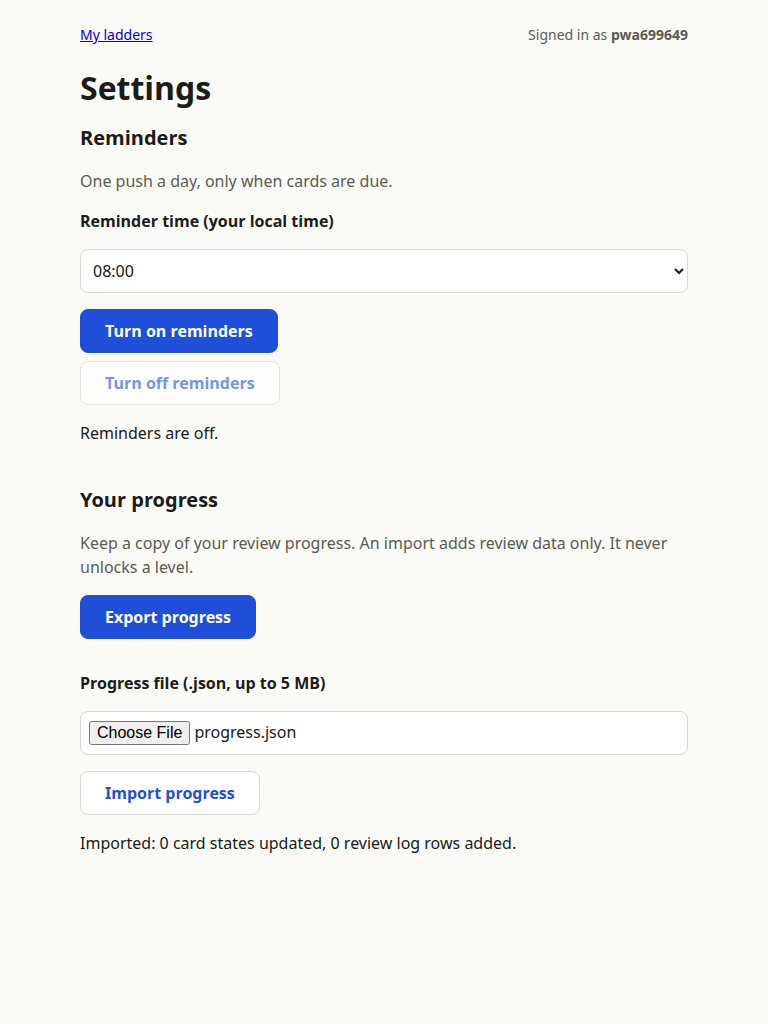 My ladders
Signed in as pwa699649
Settings
Reminders
One push a day, only when cards are due.
Reminder time (your local time)
08:00
Turn on reminders
Turn off reminders
Reminders are off.
Your progress
Keep a copy of your review progress. An import adds review data only. It never
unlocks a level.
Export progress
Progress file (.json, up to 5 MB)
Choose File progress.json
Import progress
Imported: 0 card states updated, 0 review log rows added.